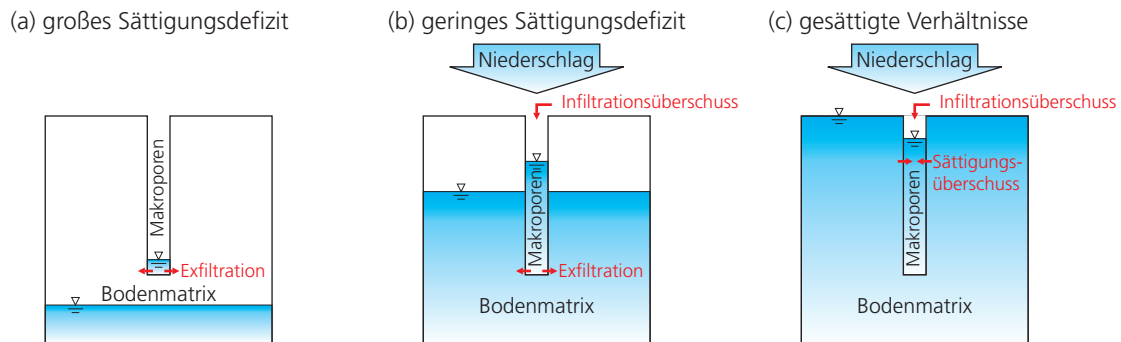 (a) großes Sättigungsdefizit
Makroporen
Exfiltration
Bodenmatrix
(b) geringes Sättigungsdefizit
Niederschlag
Infiltrationsüberschuss
Makroporen
Exfiltration
Bodenmatrix
(c) gesättigte Verhältnisse
Niederschlag
Infiltrationsüberschuss
Makroporen
Sättigungs-
überschuss
Bodenmatrix